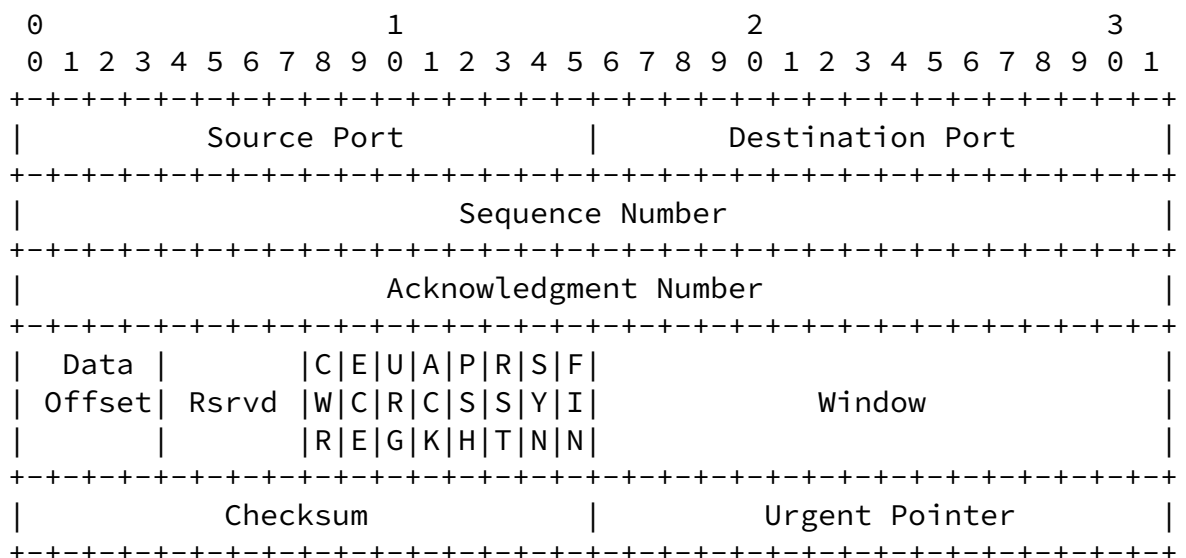 0                   1                   2                   3
 0 1 2 3 4 5 6 7 8 9 0 1 2 3 4 5 6 7 8 9 0 1 2 3 4 5 6 7 8 9 0 1
+-+-+-+-+-+-+-+-+-+-+-+-+-+-+-+-+-+-+-+-+-+-+-+-+-+-+-+-+-+-+-+-+
|          Source Port          |       Destination Port        |
+-+-+-+-+-+-+-+-+-+-+-+-+-+-+-+-+-+-+-+-+-+-+-+-+-+-+-+-+-+-+-+-+
|                        Sequence Number                        |
+-+-+-+-+-+-+-+-+-+-+-+-+-+-+-+-+-+-+-+-+-+-+-+-+-+-+-+-+-+-+-+-+
|                    Acknowledgment Number                      |
+-+-+-+-+-+-+-+-+-+-+-+-+-+-+-+-+-+-+-+-+-+-+-+-+-+-+-+-+-+-+-+-+
|  Data |       |C|E|U|A|P|R|S|F|                               |
| Offset| Rsrvd |W|C|R|C|S|S|Y|I|            Window             |
|       |       |R|E|G|K|H|T|N|N|                               |
+-+-+-+-+-+-+-+-+-+-+-+-+-+-+-+-+-+-+-+-+-+-+-+-+-+-+-+-+-+-+-+-+
|           Checksum            |         Urgent Pointer        |
+-+-+-+-+-+-+-+-+-+-+-+-+-+-+-+-+-+-+-+-+-+-+-+-+-+-+-+-+-+-+-+-+